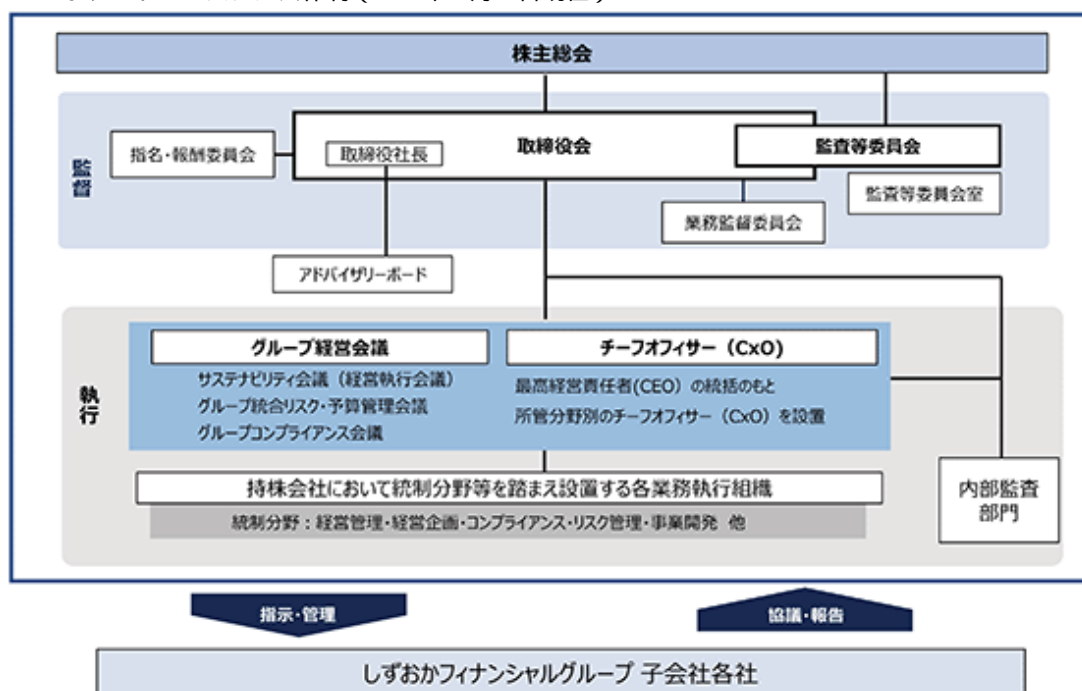 株主総会
監督
指名・報酬委員会
取締役社長
取締役会
監査等委員会
監査等委員会室
業務監督委員会
アドバイザリーボード
執行
グループ経営会議
サステナビリティ会議（経営執行会議）
グループ統合リスク・予算管理会議
グループコンプライアンス会議
チーフオフィサー（CxO)
最高経営責任者(CEO）の統括のもと
所管分野別のチーフオフィサー（CxO）を設置
持株会社において統制分野等を踏まえ設置する各業務執行組織
統制分野：経営管理・経営企画・コンプライアンス・リスク管理・事業開発 他
内部監査
部門
指示・管理
協議・報告
しずおかフィナンシャルグループ 子会社各社